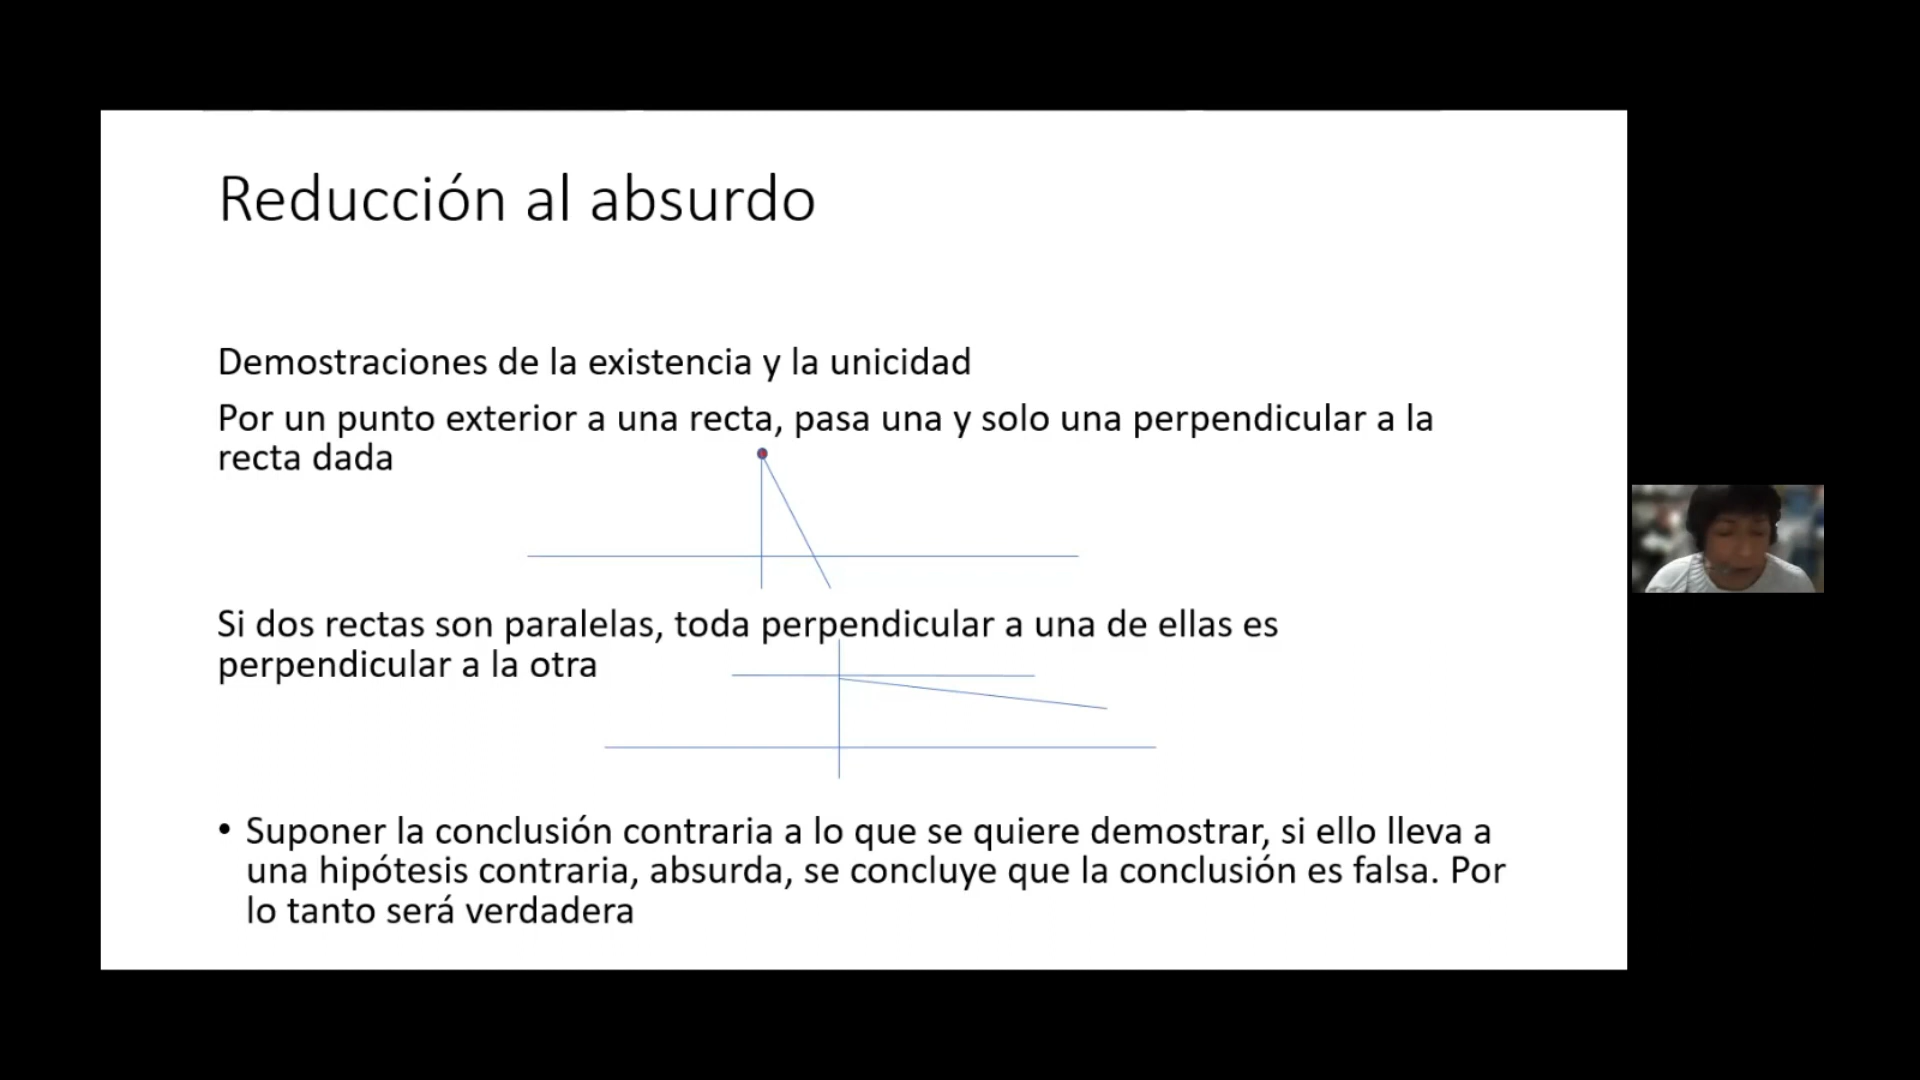 Reducción al absurdo
Demostraciones de la existencia y la unicidad
Por un punto exterior a una recta, pasa una y solo una perpendicular a la
recta dada
Si dos rectas son paralelas, toda perpendicular a una de ellas es
perpendicular a la otra
• Suponer la conclusión contraria a lo que se quiere demostrar, si ello lleva a
una hipótesis contraria, absurda, se concluye que la conclusión es falsa. Por
lo tanto será verdadera